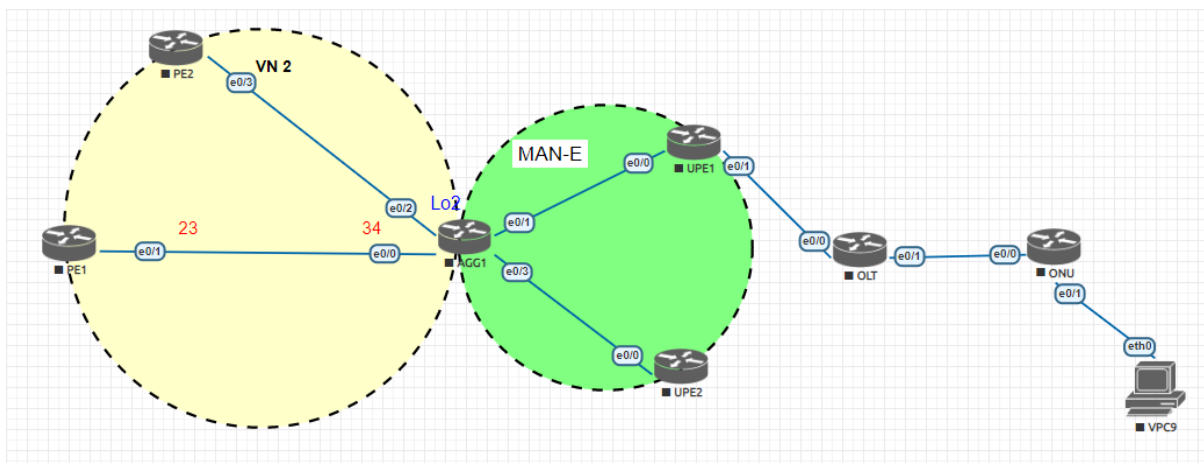 PE2
VN 2
e0/3
MAN-E
e0/0
UPE1
e0/1
Lo2
e0/2
23
34
e0/1
AGG1
PE1
e0/1
e0/0
e0/3
e0/0
OLT
e0/1
e0/0
ONU
e0/1
e0/0
UPE2
eth0
VPC9